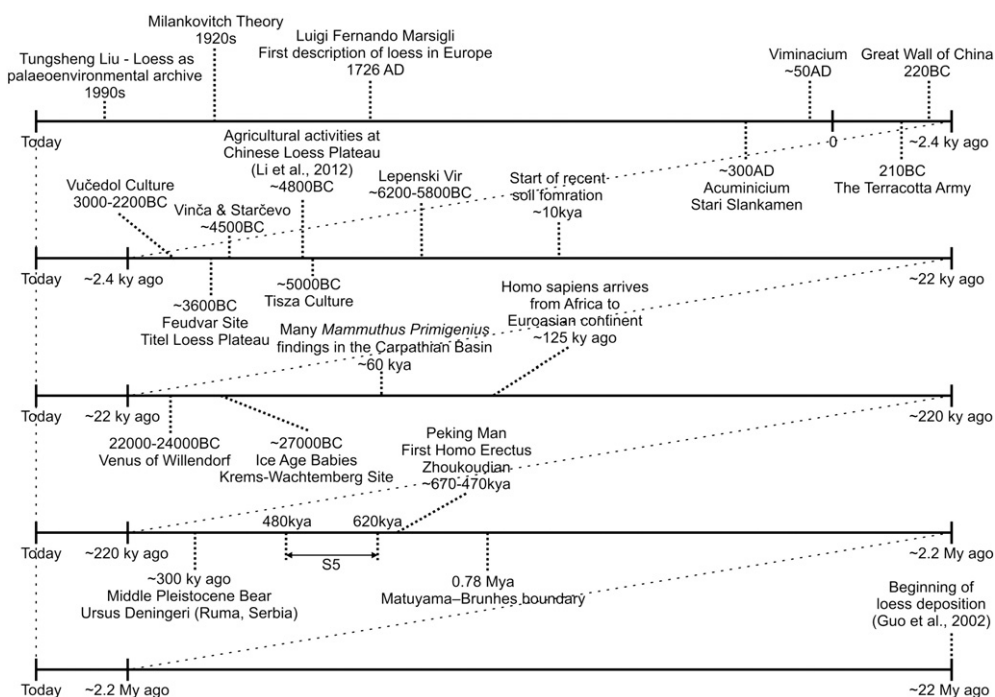 Milankovitch Theory
1920s
Tungsheng Liu - Loess as
palaeoenvironmental archive
1990s
Luigi Fernando Marsigli
First description of loess in Europe
1726 AD
Viminacium
~50AD
Great Wall of China
220BC
Today
0
~2.4 ky ago
~300AD
Acuminicium
Stari Slankamen
210BC
The Terracotta Army
Agricultural activities at
Chinese Loess Plateau
(Li et al., 2012)
~4800BC
Vučedol Culture
3000-2200BC
Vinča & Starčevo
~4500BC
Lepenski Vir
~6200-5800BC
Start of recent
soil fomration
~10kya
Today
~2.4 ky ago
~22 ky ago
~3600BC
Feudvar Site
Titel Loess Plateau
~5000BC
Tisza Culture
Many Mammuthus Primigenius
findings in the Carpathian Basin
~60 kya
Homo sapiens arrives
from Africa to
Euroasian continent
~125 ky ago
Today
~22 ky ago
~220 ky ago
22000-24000BC
Venus of Willendorf
~27000BC
Ice Age Babies
Krems-Wachtemberg Site
Peking Man
First Homo Erectus
Zhoukoudian
~670-470kya
480kya
620kya
S5
Today
~220 ky ago
~2.2 My ago
~300 ky ago
Middle Pleistocene Bear
Ursus Deningeri (Ruma, Serbia)
0.78 Mya
Matuyama–Brunhes boundary
Beginning of
loess deposition
(Guo et al., 2002)
Today
~2.2 My ago
~22 My ago